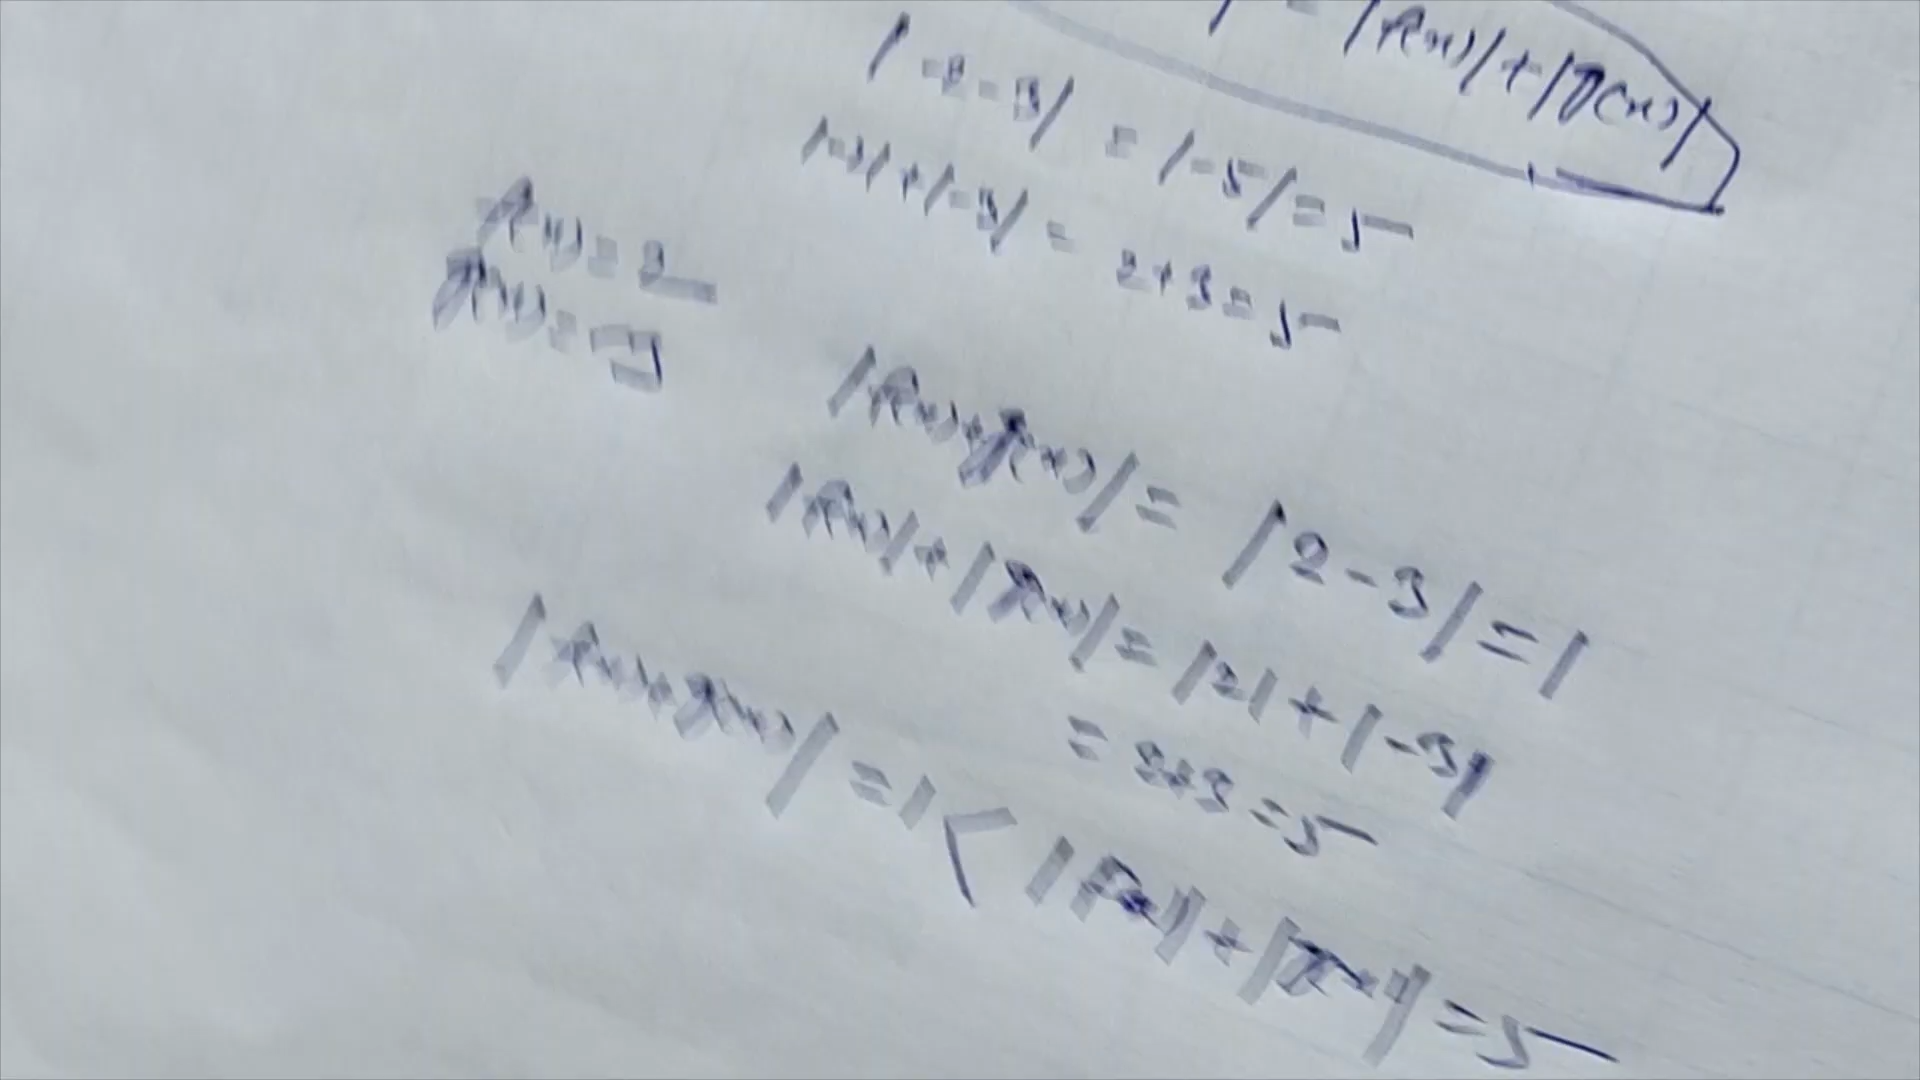 = |f(x)|+|g(x)|
|-2-3| = |-5|=5
|-2|+|-3| = 2+3=5
f(x)=2
g(x)=-3
|f(x)+g(x)|= |2-3|=1
|f(x)|+|g(x)|=|2|+|-3|
=2+3=5
|f(x)+g(x)|=1<|f(x)|+|g(x)|=5